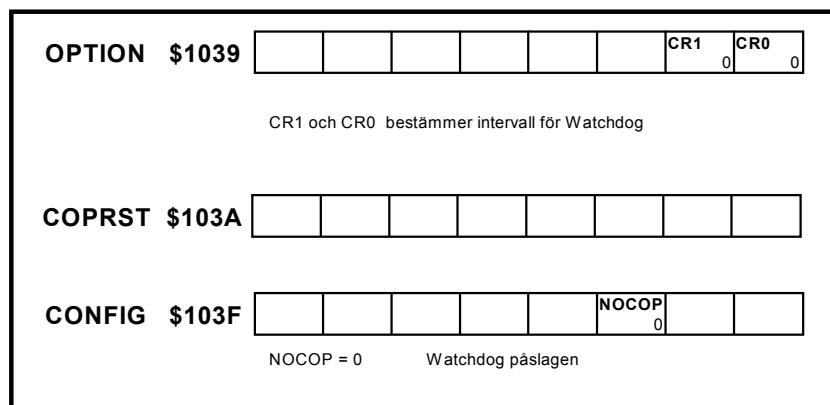 OPTION $1039 CR1 0 CR0 0
CR1 och CR0 bestämmer intervall för Watchdog
COPRST $103A
CONFIG $103F NOCOP 0
NOCOP = 0 Watchdog påslagen